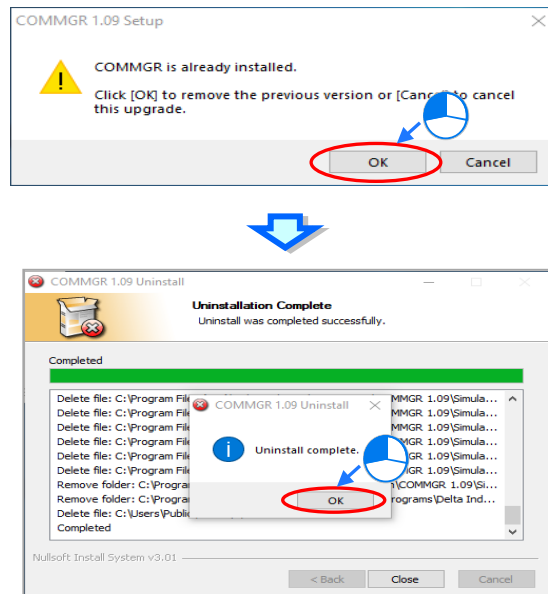 COMMGR 1.09 Setup
COMMGR is already installed.
Click [OK] to remove the previous version or [Cancel] to cancel
this upgrade.
OK Cancel
COMMGR 1.09 Uninstall
Uninstallation Complete
Uninstall was completed successfully.
Completed
Delete file: C:\Program Fil MMGR 1.09\Simula...
Delete file: C:\Program File MMGR 1.09\Simula...
Delete file: C:\Program File MMGR 1.09\Simula...
Delete file: C:\Program File MMGR 1.09\Simula...
Delete file: C:\Program File GR 1.09\Simula...
Delete file: C:\Program File GR 1.09\Simula...
Remove folder: C:\Progra \COMMGR 1.09\Si...
Remove folder: C:\Progra rograms\Delta Ind...
Delete file: C:\Users\Public
Completed
COMMGR 1.09 Uninstall
Uninstall complete.
OK
Nullsoft Install System v3.01
< Back Close Cancel